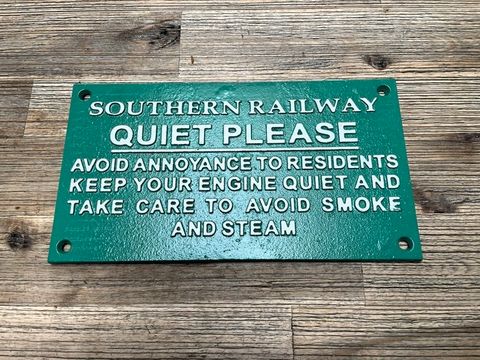 SOUTHERN RAILWAY
QUIET PLEASE
AVOID ANNOYANCE TO RESIDENTS
KEEP YOUR ENGINE QUIET AND
TAKE CARE TO AVOID SMOKE
AND STEAM